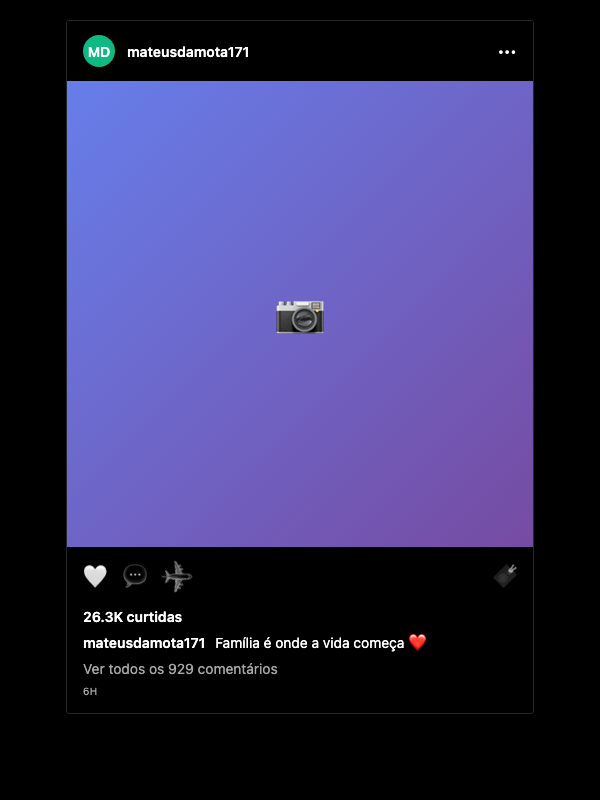 MD mateusdamota171
26.3K curtidas
mateusdamota171 Família é onde a vida começa ❤️
Ver todos os 929 comentários
6H